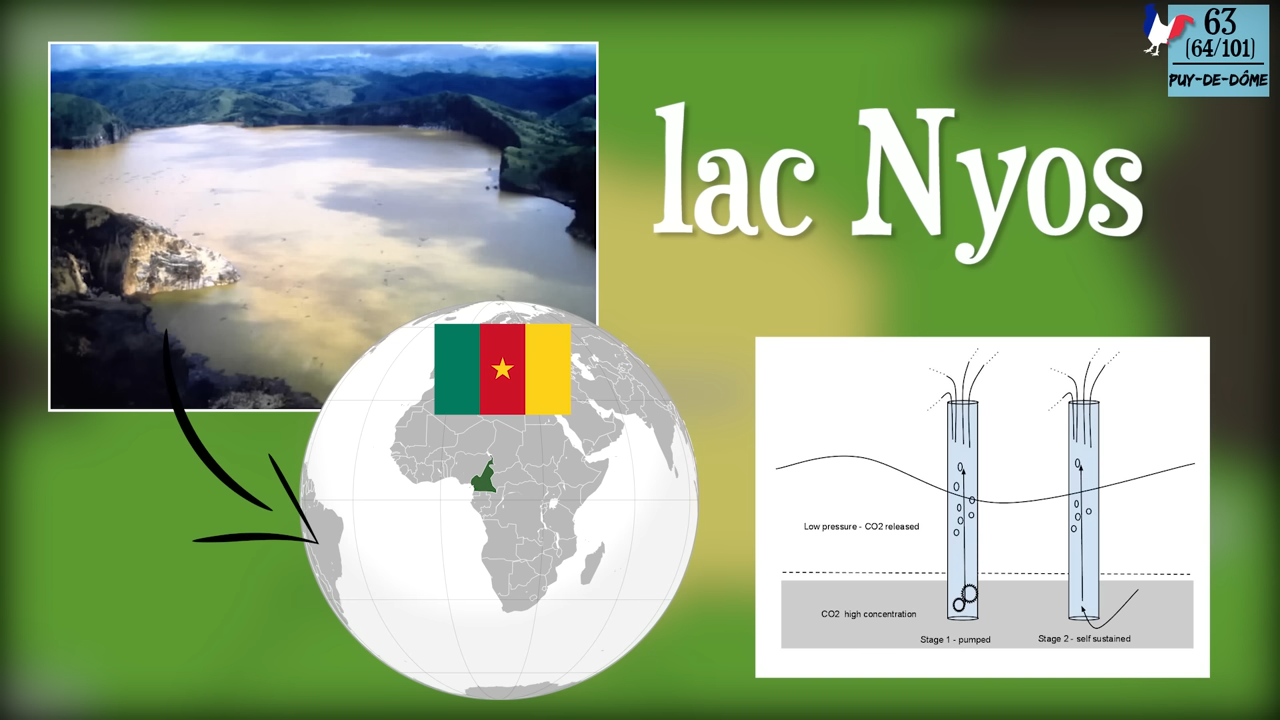 63
(64/101)
PUY-DE-DÔME
lac Nyos
Low pressure - CO2 released
CO2 high concentration
Stage 1 - pumped
Stage 2 - self sustained